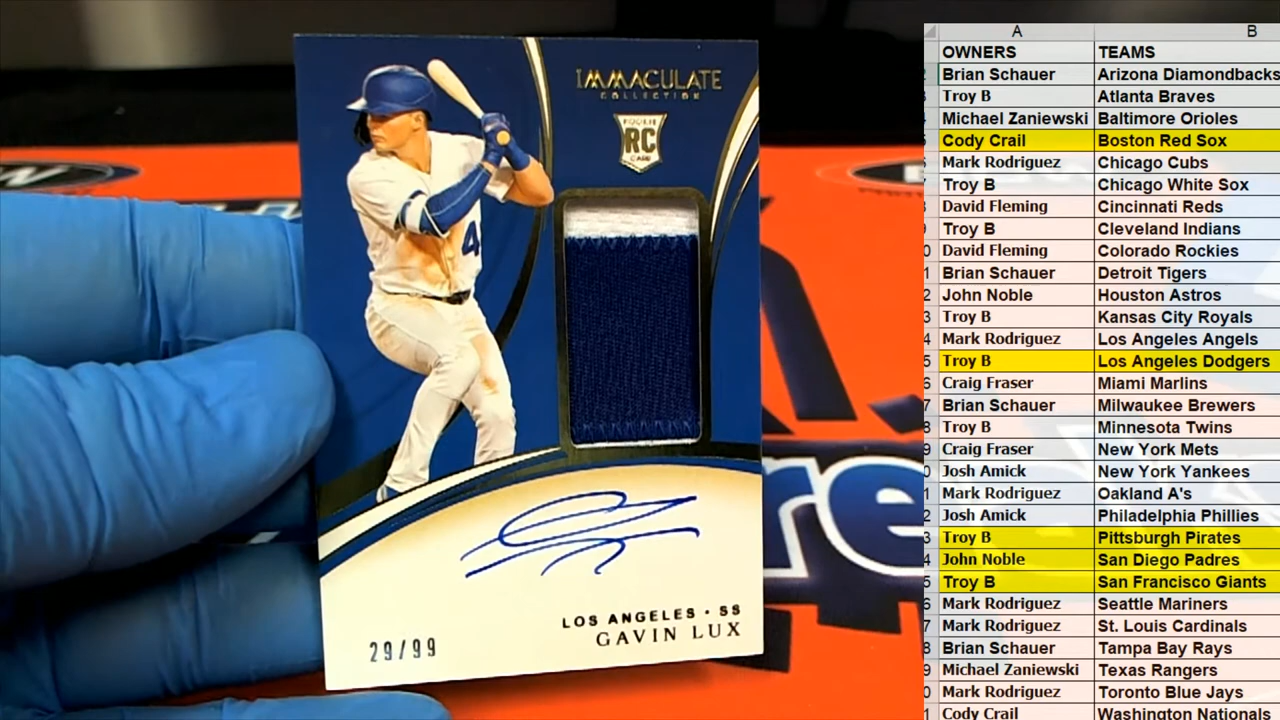 IMMACULATE
COLLECTION
ROOKIE
RC
CARD
4
LOS ANGELES • SS
GAVIN LUX
29/99
re
A B
OWNERS TEAMS
Brian Schauer Arizona Diamondbacks
Troy B Atlanta Braves
Michael Zaniewski Baltimore Orioles
Cody Crail Boston Red Sox
Mark Rodriguez Chicago Cubs
Troy B Chicago White Sox
David Fleming Cincinnati Reds
Troy B Cleveland Indians
David Fleming Colorado Rockies
Brian Schauer Detroit Tigers
John Noble Houston Astros
Troy B Kansas City Royals
Mark Rodriguez Los Angeles Angels
Troy B Los Angeles Dodgers
Craig Fraser Miami Marlins
Brian Schauer Milwaukee Brewers
Troy B Minnesota Twins
Craig Fraser New York Mets
Josh Amick New York Yankees
Mark Rodriguez Oakland A's
Josh Amick Philadelphia Phillies
Troy B Pittsburgh Pirates
John Noble San Diego Padres
Troy B San Francisco Giants
Mark Rodriguez Seattle Mariners
Mark Rodriguez St. Louis Cardinals
Brian Schauer Tampa Bay Rays
Michael Zaniewski Texas Rangers
Mark Rodriguez Toronto Blue Jays
Cody Crail Washington Nationals